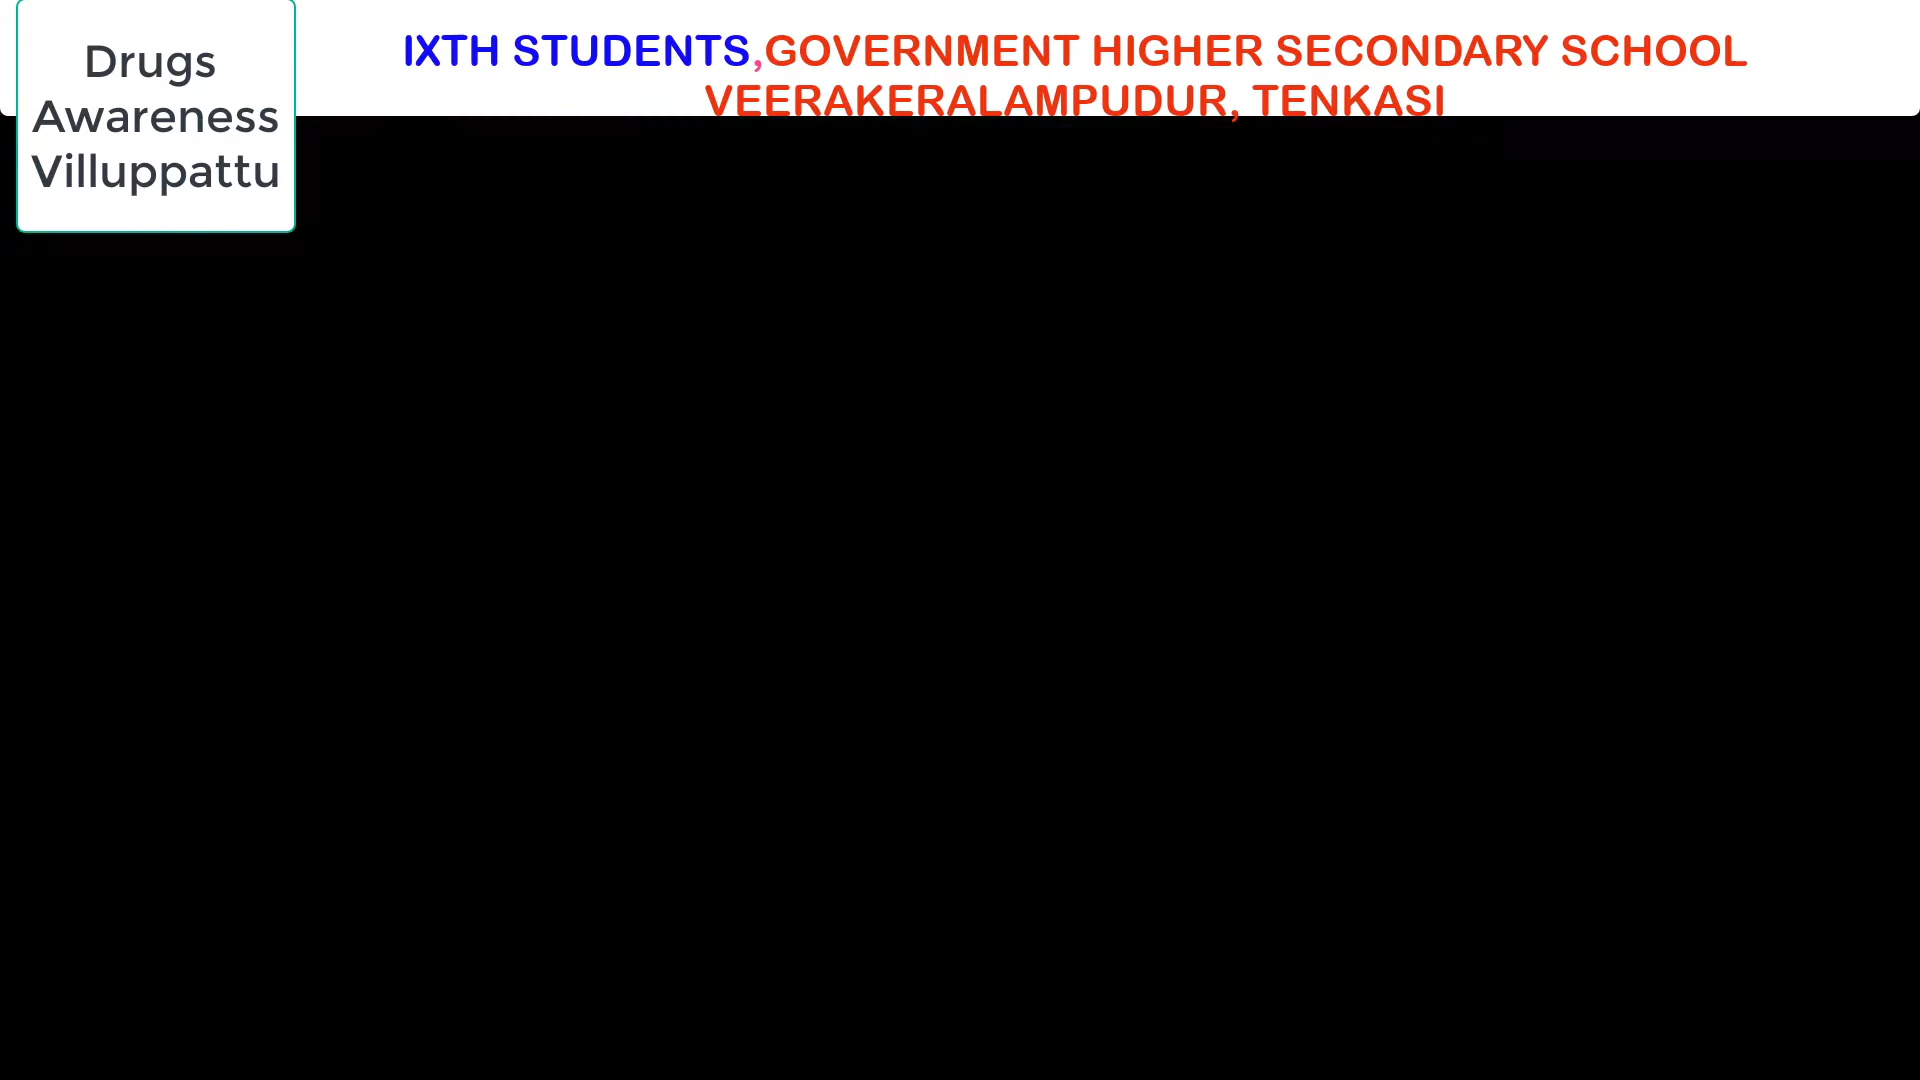 Drugs
Awareness
Villuppattu
IXTH STUDENTS,GOVERNMENT HIGHER SECONDARY SCHOOL
VEERAKERALAMPUDUR, TENKASI